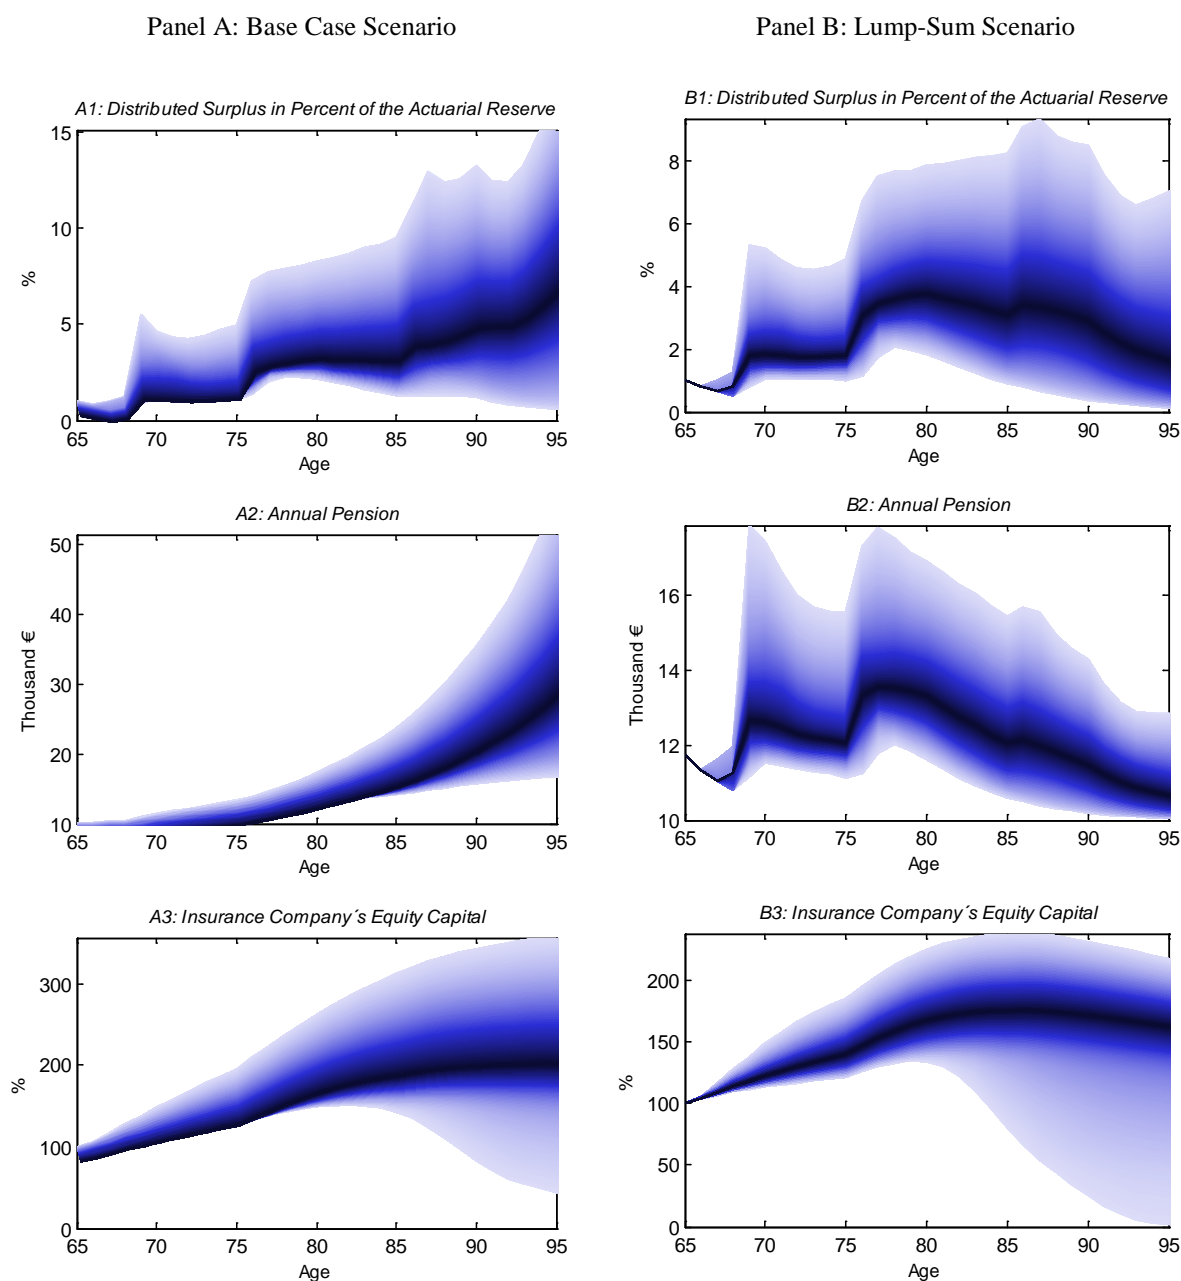 Panel A: Base Case Scenario
Panel B: Lump-Sum Scenario
A1: Distributed Surplus in Percent of the Actuarial Reserve
15
10
5
0
%
65 70 75 80 85 90 95
Age
B1: Distributed Surplus in Percent of the Actuarial Reserve
8
6
4
2
0
%
65 70 75 80 85 90 95
Age
A2: Annual Pension
50
40
30
20
10
Thousand €
65 70 75 80 85 90 95
Age
B2: Annual Pension
16
14
12
10
Thousand €
65 70 75 80 85 90 95
Age
A3: Insurance Company´s Equity Capital
300
200
100
0
%
65 70 75 80 85 90 95
Age
B3: Insurance Company´s Equity Capital
200
150
100
50
0
%
65 70 75 80 85 90 95
Age